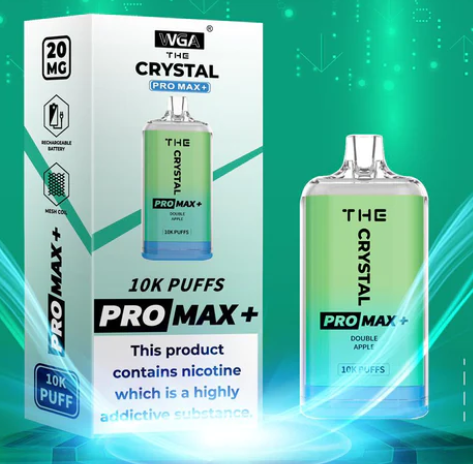 20
MG
RECHARGEABLE
BATTERY
MESH COIL
PRO MAX +
10K
PUFF
VVGA®
THE
CRYSTAL
PRO MAX+
THE
CRYSTAL
PRO MAX+
DOUBLE
APPLE
10K PUFFS
10K PUFFS
PRO MAX +
This product
contains nicotine
which is a highly
addictive substance.
THE
CRYSTAL
PRO MAX +
DOUBLE
APPLE
10K PUFFS